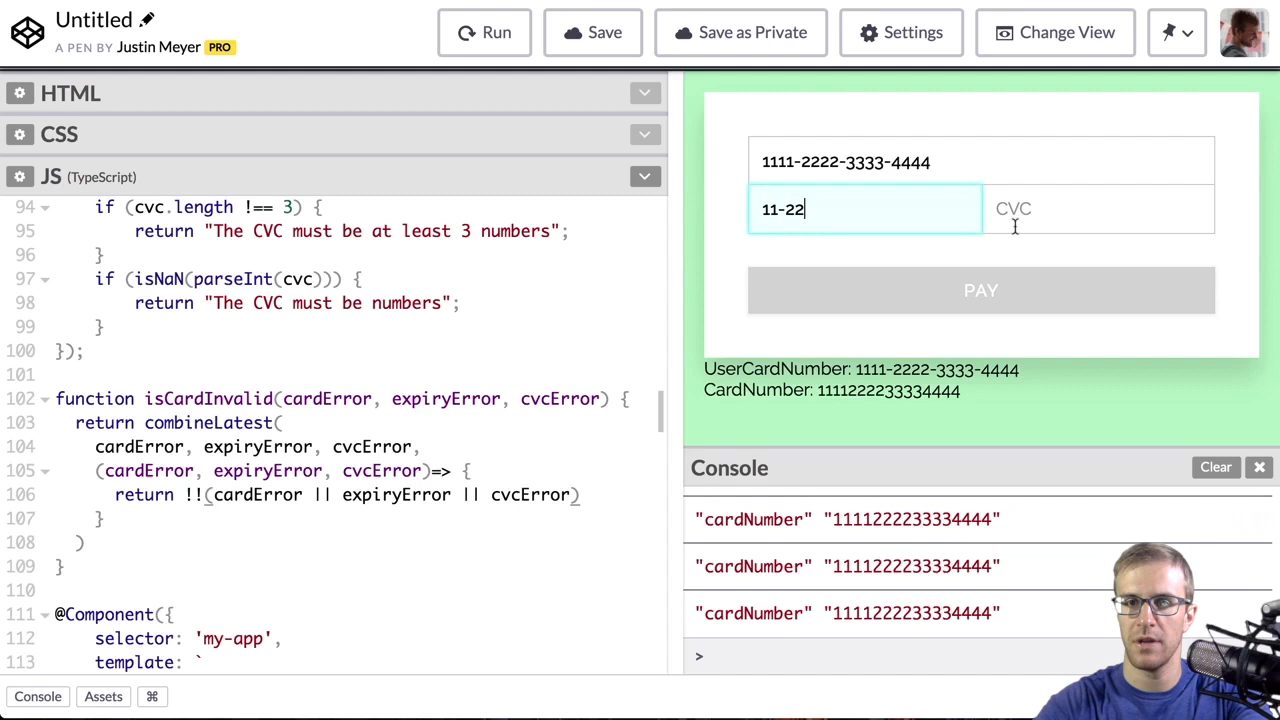 Untitled
A PEN BY Justin Meyer PRO
Run
Save
Save as Private
Settings
Change View
HTML
CSS
JS (TypeScript)
94 if (cvc.length !== 3) {
95 return "The CVC must be at least 3 numbers";
96 }
97 if (isNaN(parseInt(cvc))) {
98 return "The CVC must be numbers";
99 }
100 });
101
102 function isCardInvalid(cardError, expiryError, cvcError) {
103 return combineLatest(
104 cardError, expiryError, cvcError,
105 (cardError, expiryError, cvcError)=> {
106 return !!(cardError || expiryError || cvcError)
107 }
108 )
109 }
110
111 @Component({
112 selector: 'my-app',
113 template: `
1111-2222-3333-4444
11-22
CVC
PAY
UserCardNumber: 1111-2222-3333-4444
CardNumber: 1111222233334444
Console
Clear
"cardNumber" "1111222233334444"
"cardNumber" "1111222233334444"
"cardNumber" "1111222233334444"
>
Console
Assets
⌘